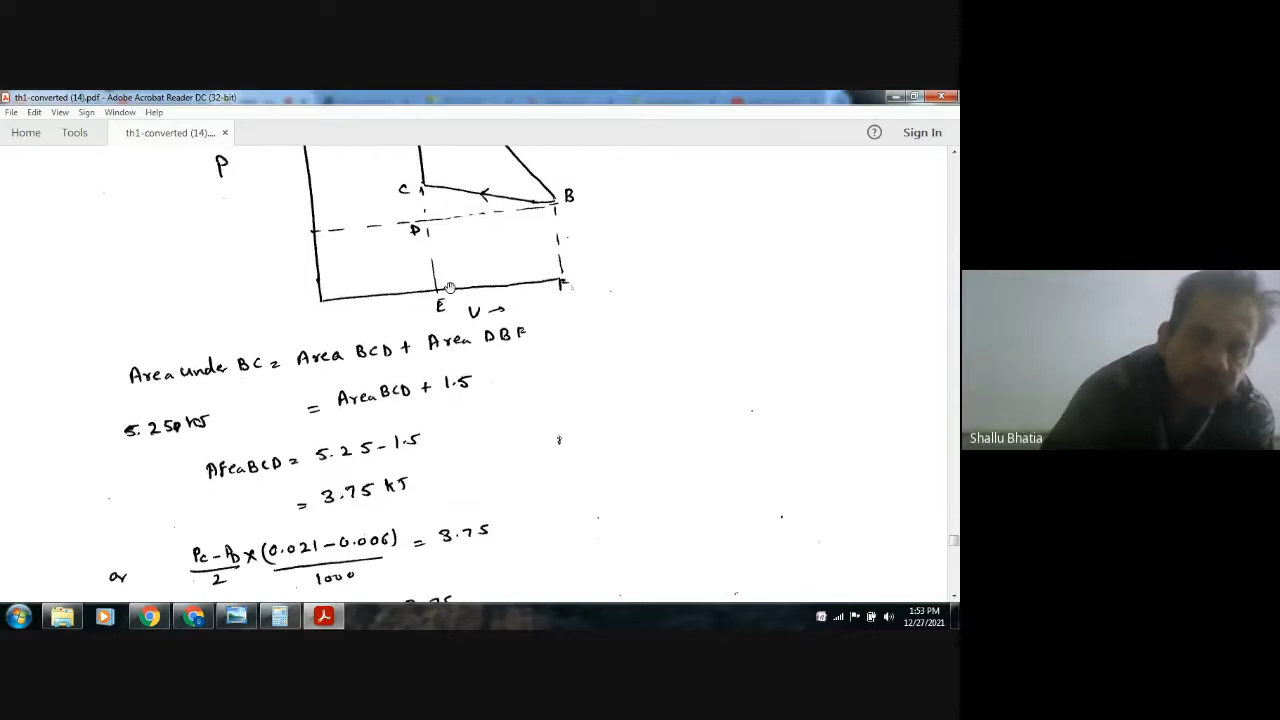 th1-converted (14).pdf - Adobe Acrobat Reader DC (32-bit)
File Edit View Sign Window Help
Home Tools th1-converted (14).... × ? Sign In
P
C
B
D
E
F
V →
Area under BC = Area BCD + Area DBF
5.250 kJ = Area BCD + 1.5
Area BCD = 5.25 - 1.5
= 3.75 kJ
or (Pc - PD)/2 × (0.021 - 0.006)/1000 = 3.75
Shallu Bhatia
1:53 PM
12/27/2021